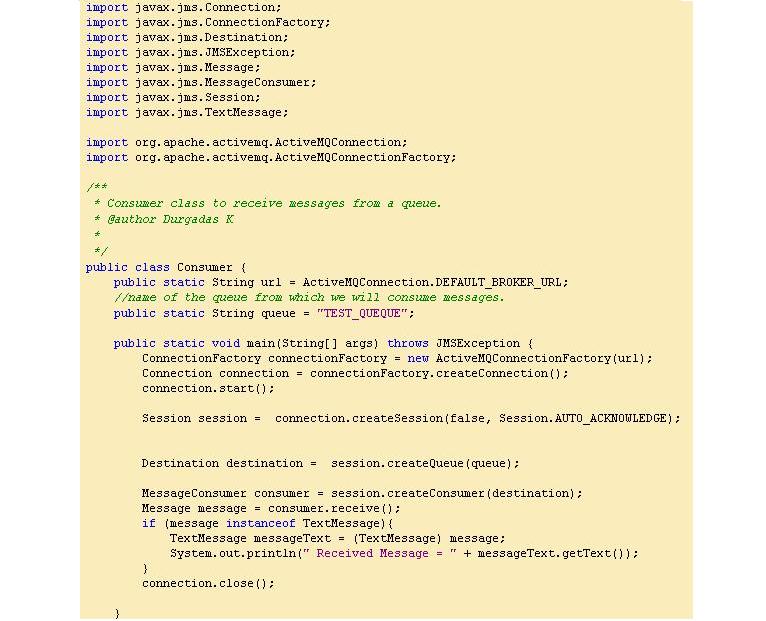 import javax.jms.Connection;
import javax.jms.ConnectionFactory;
import javax.jms.Destination;
import javax.jms.JMSException;
import javax.jms.Message;
import javax.jms.MessageConsumer;
import javax.jms.Session;
import javax.jms.TextMessage;

import org.apache.activemq.ActiveMQConnection;
import org.apache.activemq.ActiveMQConnectionFactory;

/**
 * Consumer class to receive messages from a queue.
 * @author Durgadas K
 *
 */
public class Consumer {
    public static String url = ActiveMQConnection.DEFAULT_BROKER_URL;
    //name of the queue from which we will consume messages.
    public static String queue = "TEST_QUEQUE";

    public static void main(String[] args) throws JMSException {
        ConnectionFactory connectionFactory = new ActiveMQConnectionFactory(url);
        Connection connection = connectionFactory.createConnection();
        connection.start();

        Session session =  connection.createSession(false, Session.AUTO_ACKNOWLEDGE);


        Destination destination =  session.createQueue(queue);

        MessageConsumer consumer = session.createConsumer(destination);
        Message message = consumer.receive();
        if (message instanceof TextMessage){
            TextMessage messageText = (TextMessage) message;
            System.out.println(" Received Message = " + messageText.getText());
        }
        connection.close();

    }